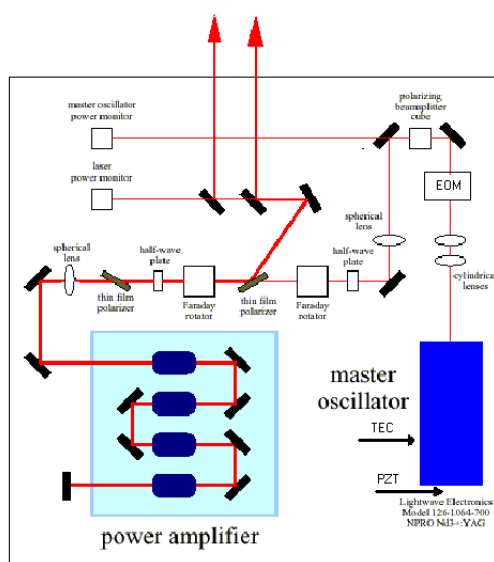 master oscillator
power monitor
polarizing
beamsplitter
cube
laser
power monitor
EOM
spherical
lens
spherical
lens
half-wave
plate
half-wave
plate
cylindrical
lenses
thin film
polarizer
Faraday
rotator
thin film
polarizer
Faraday
rotator
master
oscillator
TEC
PZT
Lightwave Electronics
Model 126-1064-700
NPRO Nd3+:YAG
power amplifier